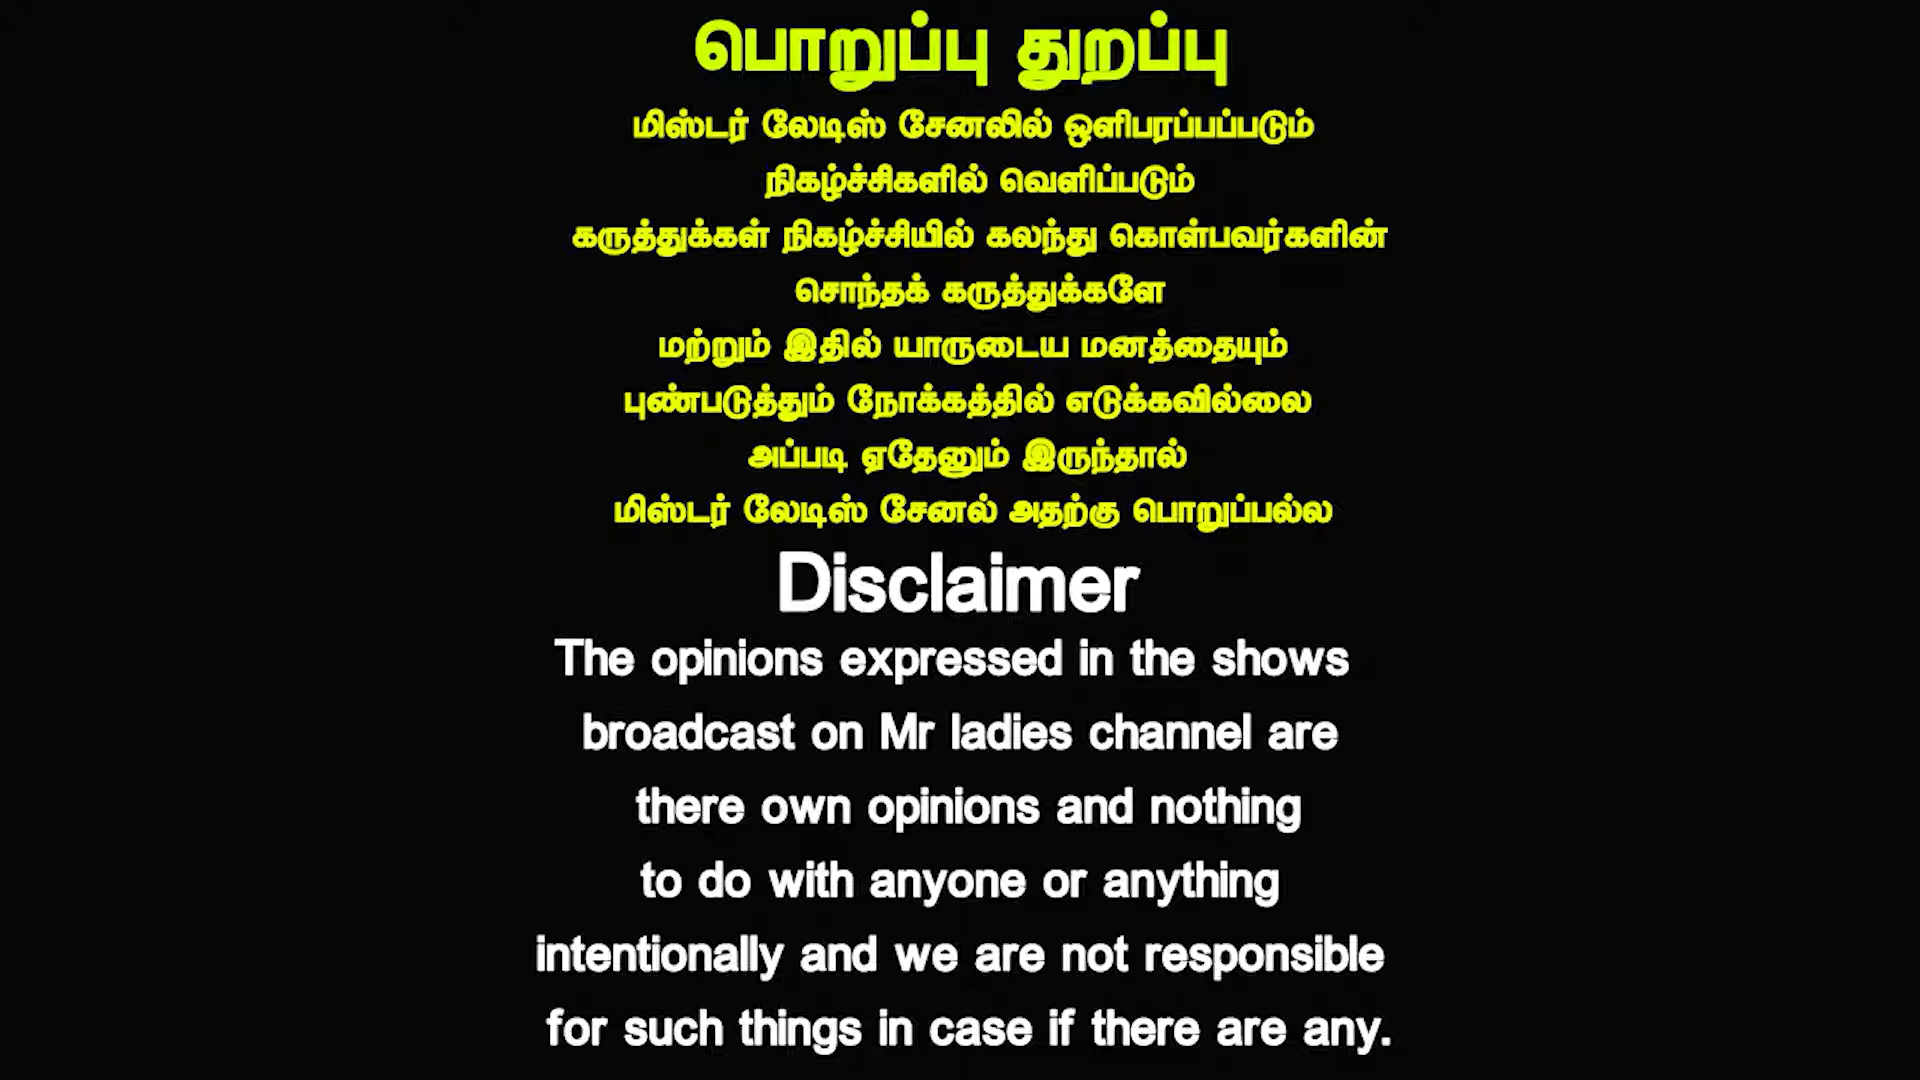 பொறுப்பு துறப்பு
மிஸ்டர் லேடிஸ் சேனலில் ஒளிபரப்பப்படும்
நிகழ்ச்சிகளில் வெளிப்படும்
கருத்துக்கள் நிகழ்ச்சியில் கலந்து கொள்பவர்களின்
சொந்தக் கருத்துக்களே
மற்றும் இதில் யாருடைய மனத்தையும்
புண்படுத்தும் நோக்கத்தில் எடுக்கவில்லை
அப்படி ஏதேனும் இருந்தால்
மிஸ்டர் லேடிஸ் சேனல் அதற்கு பொறுப்பல்ல
Disclaimer
The opinions expressed in the shows
broadcast on Mr ladies channel are
there own opinions and nothing
to do with anyone or anything
intentionally and we are not responsible
for such things in case if there are any.